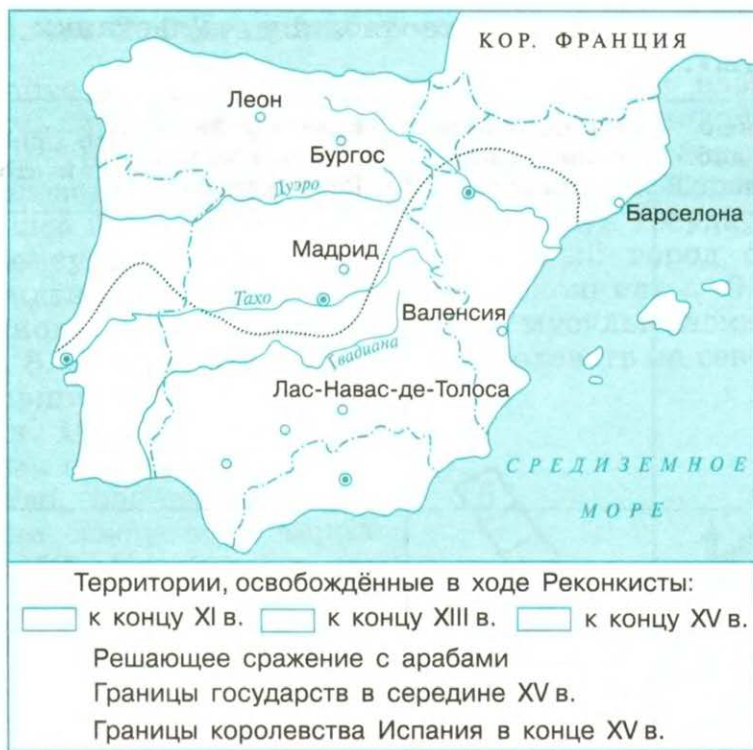 КОР. ФРАНЦИЯ
Леон
Бургос
Дуэро
Барселона
Мадрид
Тахо
Валенсия
Гвадиана
Лас-Навас-де-Толоса
СРЕДИЗЕМНОЕ
МОРЕ
Территории, освобождённые в ходе Реконкисты:
к концу XI в. к концу XIII в. к концу XV в.
Решающее сражение с арабами
Границы государств в середине XV в.
Границы королевства Испания в конце XV в.